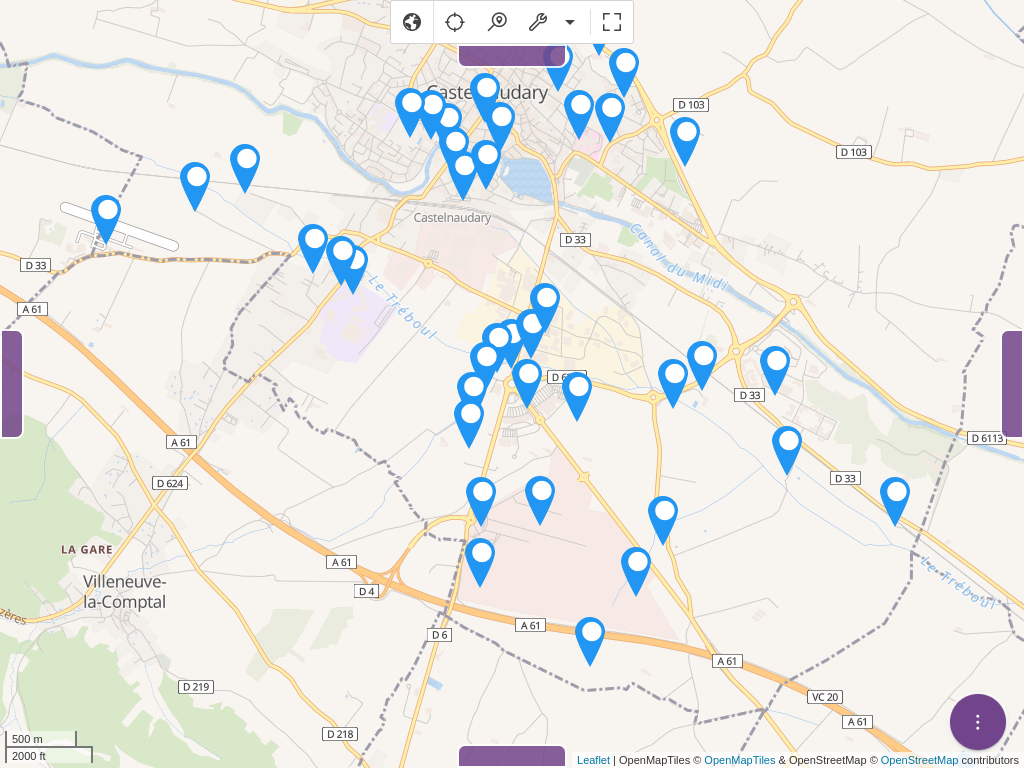 Castelnaudary
D 103
D 103
Castelnaudary
D 33
Canal du Midi
D 33
A 61
Le Tréboul
D 33
D 6113
A 61
D 624
D 33
LA GARE
A 61
Villeneuve-
la-Comptal
D 4
Le Tréboul
zères
A 61
D 6
A 61
D 219
VC 20
A 61
D 218
500 m
2000 ft
Leaflet | OpenMapTiles © OpenMapTiles & OpenStreetMap © OpenStreetMap contributors